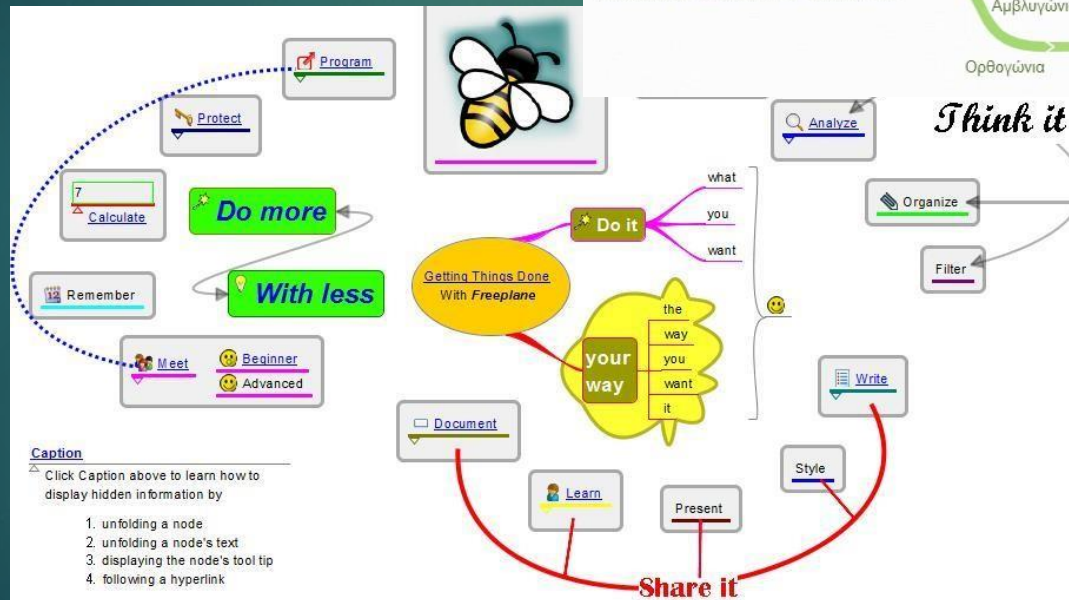 Αμβλυγώνι
Ορθογώνια
Program
Protect
7
Calculate
Do more
With less
Remember
Meet
Beginner
Advanced
Getting Things Done
With Freeplane
Do it
what
you
want
your
way
the
way
you
want
it
Analyze
Think it
Organize
Filter
Document
Learn
Present
Style
Write
Share it
Caption
Click Caption above to learn how to
display hidden information by
1. unfolding a node
2. unfolding a node's text
3. displaying the node's tool tip
4. following a hyperlink